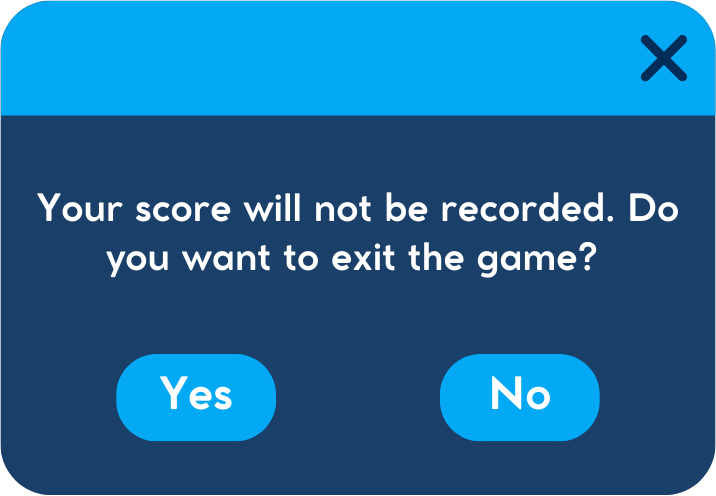 Your score will not be recorded. Do
you want to exit the game?
Yes
No